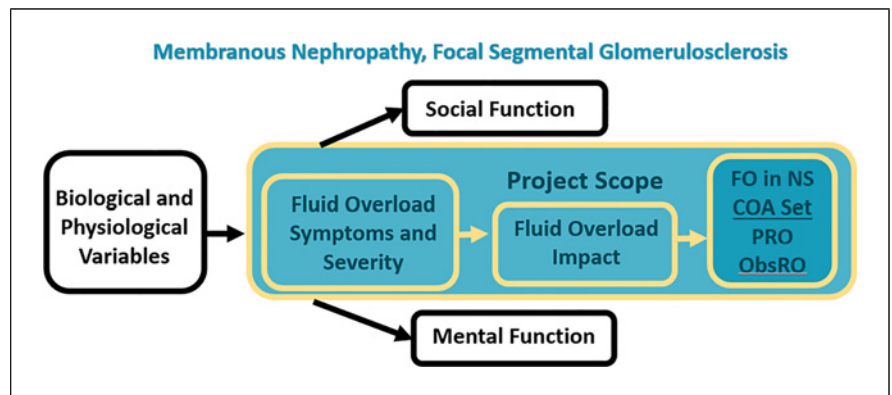 Membranous Nephropathy, Focal Segmental Glomerulosclerosis
Social Function
Biological and
Physiological
Variables
Project Scope
Fluid Overload
Symptoms and
Severity
Fluid Overload
Impact
FO in NS
COA Set
PRO
ObsRO
Mental Function